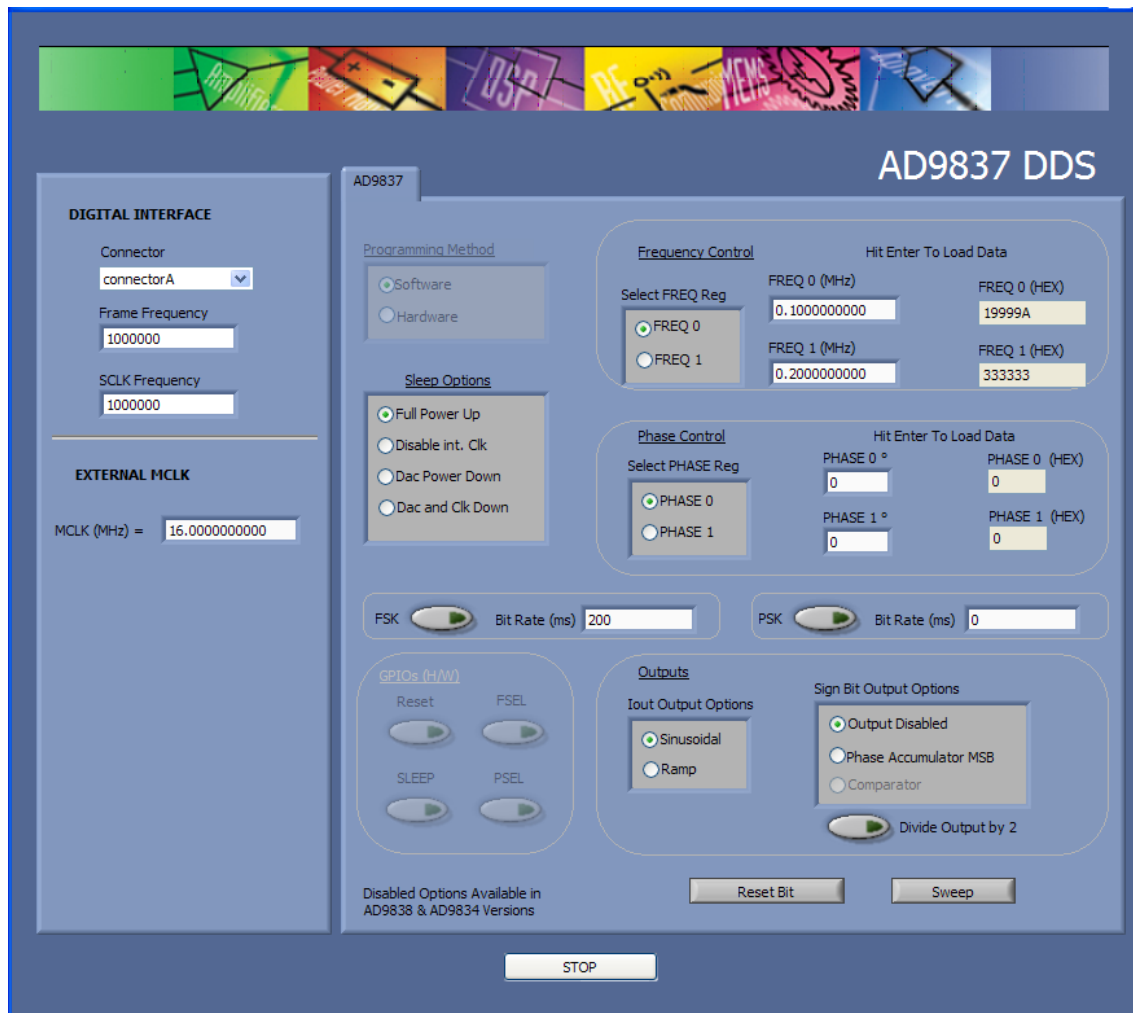 Amplifier
DSP
RF
MEMS
AD9837 DDS
DIGITAL INTERFACE
Connector
connectorA
Frame Frequency
1000000
SCLK Frequency
1000000
EXTERNAL MCLK
MCLK (MHz) = 16.0000000000
AD9837
Programming Method
Software
Hardware
Sleep Options
Full Power Up
Disable int. Clk
Dac Power Down
Dac and Clk Down
Frequency Control
Hit Enter To Load Data
Select FREQ Reg
FREQ 0
FREQ 1
FREQ 0 (MHz)
0.1000000000
FREQ 0 (HEX)
19999A
FREQ 1 (MHz)
0.2000000000
FREQ 1 (HEX)
333333
Phase Control
Hit Enter To Load Data
Select PHASE Reg
PHASE 0
PHASE 1
PHASE 0 °
0
PHASE 0 (HEX)
0
PHASE 1 °
0
PHASE 1 (HEX)
0
FSK Bit Rate (ms) 200
PSK Bit Rate (ms) 0
GPIOs (H/W)
Reset FSEL
SLEEP PSEL
Outputs
Iout Output Options
Sinusoidal
Ramp
Sign Bit Output Options
Output Disabled
Phase Accumulator MSB
Comparator
Divide Output by 2
Disabled Options Available in
AD9838 & AD9834 Versions
Reset Bit
Sweep
STOP